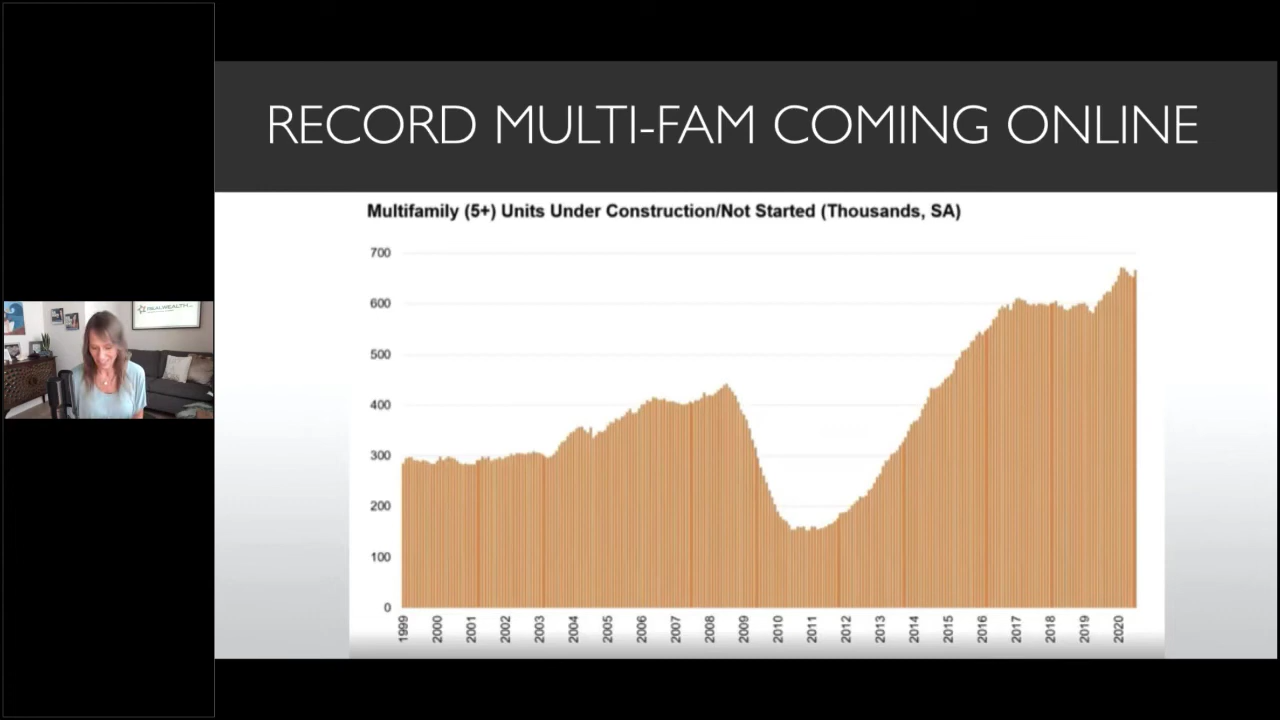 RECORD MULTI-FAM COMING ONLINE
Multifamily (5+) Units Under Construction/Not Started (Thousands, SA)
700
600
500
400
300
200
100
0
1999 2000 2001 2002 2003 2004 2005 2006 2007 2008 2009 2010 2011 2012 2013 2014 2015 2016 2017 2018 2019 2020
REALWEALTH